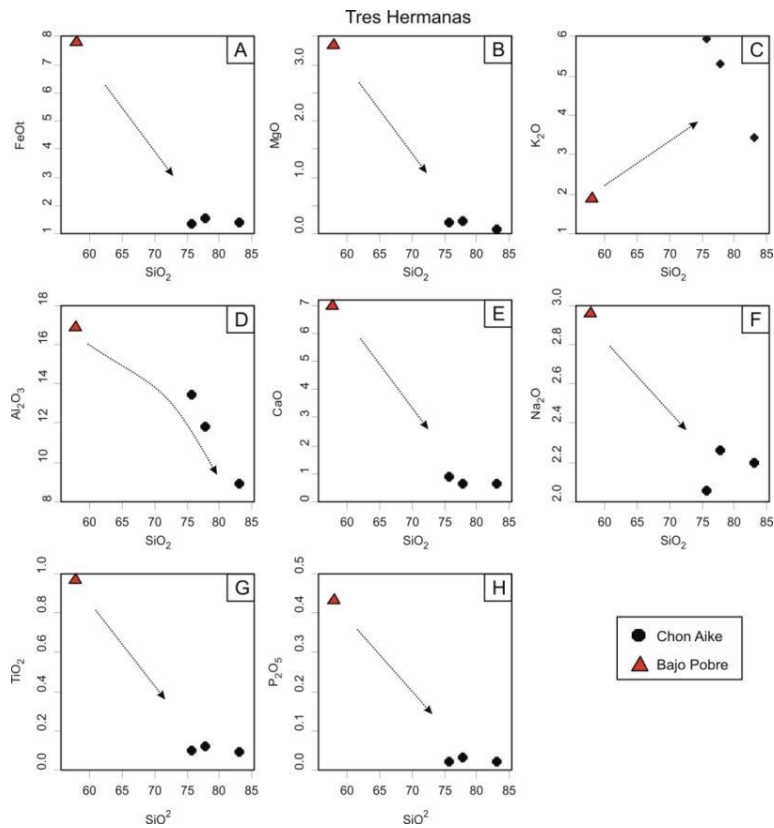 Tres Hermanas
A
FeOt
8
7
6
5
4
3
2
1
60 65 70 75 80 85
SiO₂
B
MgO
3.0
2.0
1.0
0.0
60 65 70 75 80 85
SiO₂
C
K₂O
6
5
4
3
2
1
60 65 70 75 80 85
SiO₂
D
Al₂O₃
18
16
14
12
10
8
60 65 70 75 80 85
SiO₂
E
CaO
7
6
5
4
3
2
1
0
60 65 70 75 80 85
SiO₂
F
Na₂O
3.0
2.8
2.6
2.4
2.2
2.0
60 65 70 75 80 85
SiO₂
G
TiO₂
1.0
0.8
0.6
0.4
0.2
0.0
60 65 70 75 80 85
SiO²
H
P₂O₅
0.5
0.4
0.3
0.2
0.1
0.0
60 65 70 75 80 85
SiO²
Chon Aike
Bajo Pobre